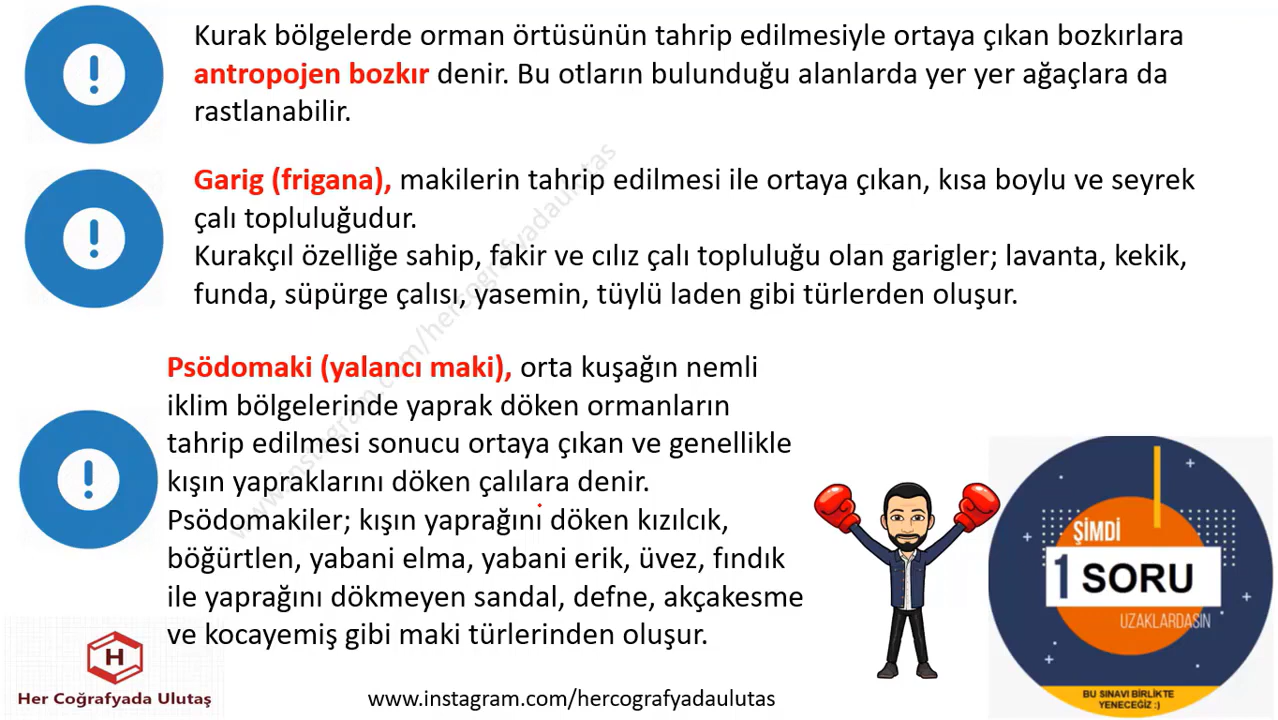 Kurak bölgelerde orman örtüsünün tahrip edilmesiyle ortaya çıkan bozkırlara
antropojen bozkır denir. Bu otların bulunduğu alanlarda yer yer ağaçlara da
rastlanabilir.
Garig (frigana), makilerin tahrip edilmesi ile ortaya çıkan, kısa boylu ve seyrek
çalı topluluğudur.
Kurakçıl özelliğe sahip, fakir ve cılız çalı topluluğu olan garigler; lavanta, kekik,
funda, süpürge çalısı, yasemin, tüylü laden gibi türlerden oluşur.
Psödomaki (yalancı maki), orta kuşağın nemli
iklim bölgelerinde yaprak döken ormanların
tahrip edilmesi sonucu ortaya çıkan ve genellikle
kışın yapraklarını döken çalılara denir.
Psödomakiler; kışın yaprağını döken kızılcık,
böğürtlen, yabani elma, yabani erik, üvez, fındık
ile yaprağını dökmeyen sandal, defne, akçakesme
ve kocayemiş gibi maki türlerinden oluşur.
www.instagram.com/hercografyadaulutas
ŞİMDİ
1 SORU
UZAKLARDASIN
BU SINAVI BİRLİKTE
YENECEĞİZ :)
H
Her Coğrafyada Ulutaş
www.instagram.com/hercografyadaulutas